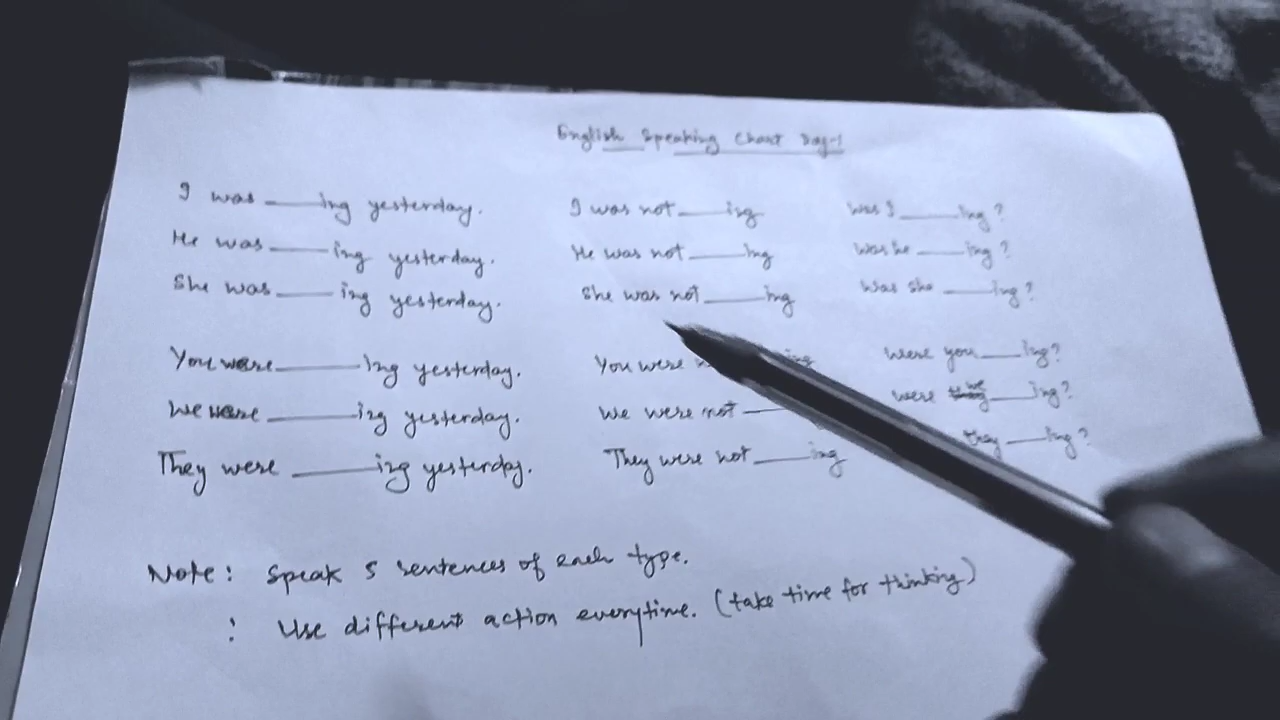 English Speaking Chart Day-1
I was ____ing yesterday. I was not ____ing Was I ____ing?
He was ____ing yesterday. He was not ____ing Was he ____ing?
She was ____ing yesterday. She was not ____ing Was she ____ing?
You were ____ing yesterday. You were ing Were you ____ing?
We were ____ing yesterday. We were not ____ Were we ____ing?
They were ____ing yesterday. They were not ____ing they ____ing?
Note: Speak 5 sentences of each type.
: Use different action everytime. (take time for thinking)